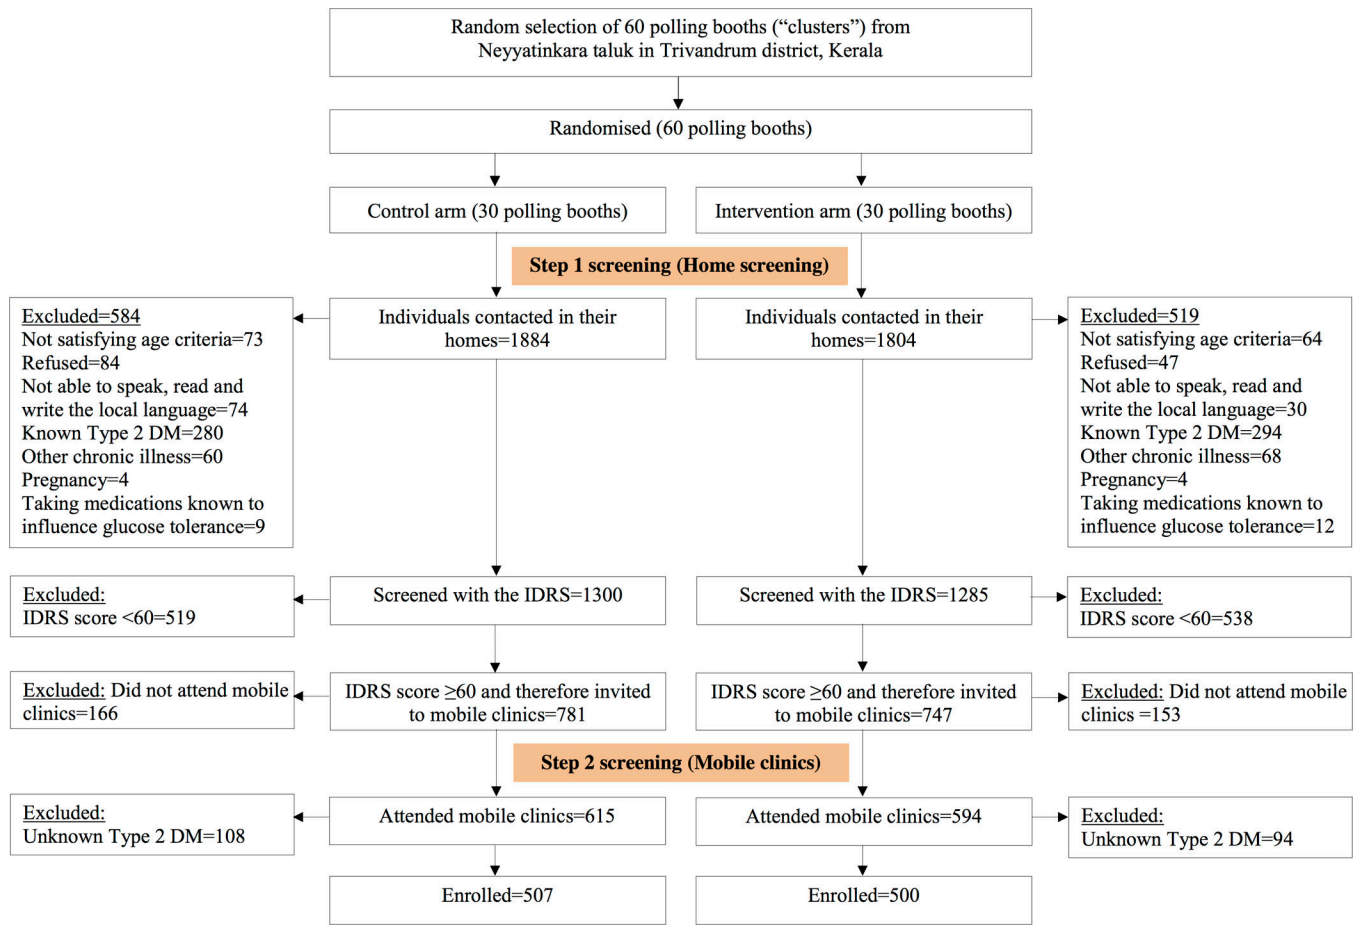 Random selection of 60 polling booths (“clusters”) from
Neyyatinkara taluk in Trivandrum district, Kerala
Randomised (60 polling booths)
Control arm (30 polling booths)
Intervention arm (30 polling booths)
Step 1 screening (Home screening)
Excluded=584
Not satisfying age criteria=73
Refused=84
Not able to speak, read and
write the local language=74
Known Type 2 DM=280
Other chronic illness=60
Pregnancy=4
Taking medications known to
influence glucose tolerance=9
Individuals contacted in their
homes=1884
Individuals contacted in their
homes=1804
Excluded=519
Not satisfying age criteria=64
Refused=47
Not able to speak, read and
write the local language=30
Known Type 2 DM=294
Other chronic illness=68
Pregnancy=4
Taking medications known to
influence glucose tolerance=12
Excluded:
IDRS score <60=519
Screened with the IDRS=1300
Screened with the IDRS=1285
Excluded:
IDRS score <60=538
Excluded: Did not attend mobile
clinics=166
IDRS score ≥60 and therefore invited
to mobile clinics=781
IDRS score ≥60 and therefore invited
to mobile clinics=747
Excluded: Did not attend mobile
clinics =153
Step 2 screening (Mobile clinics)
Excluded:
Unknown Type 2 DM=108
Attended mobile clinics=615
Attended mobile clinics=594
Excluded:
Unknown Type 2 DM=94
Enrolled=507
Enrolled=500